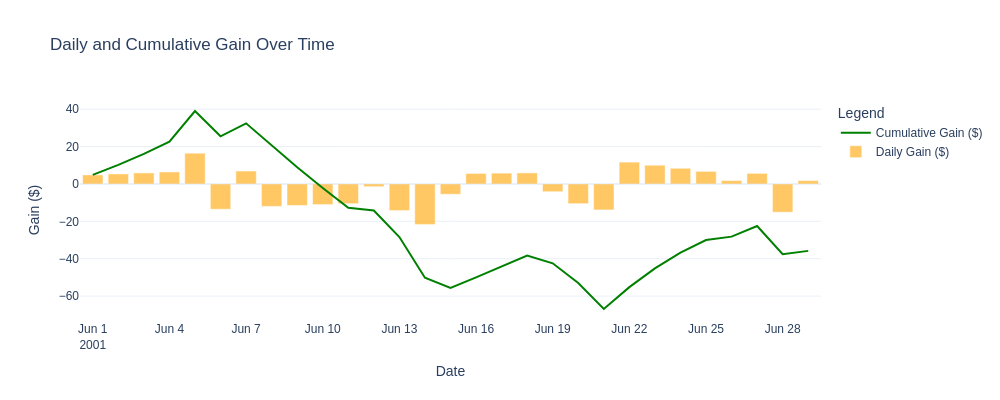 Daily and Cumulative Gain Over Time
Legend
Cumulative Gain ($)
Daily Gain ($)
Gain ($)
40
20
0
−20
−40
−60
Jun 1
2001
Jun 4
Jun 7
Jun 10
Jun 13
Jun 16
Jun 19
Jun 22
Jun 25
Jun 28
Date